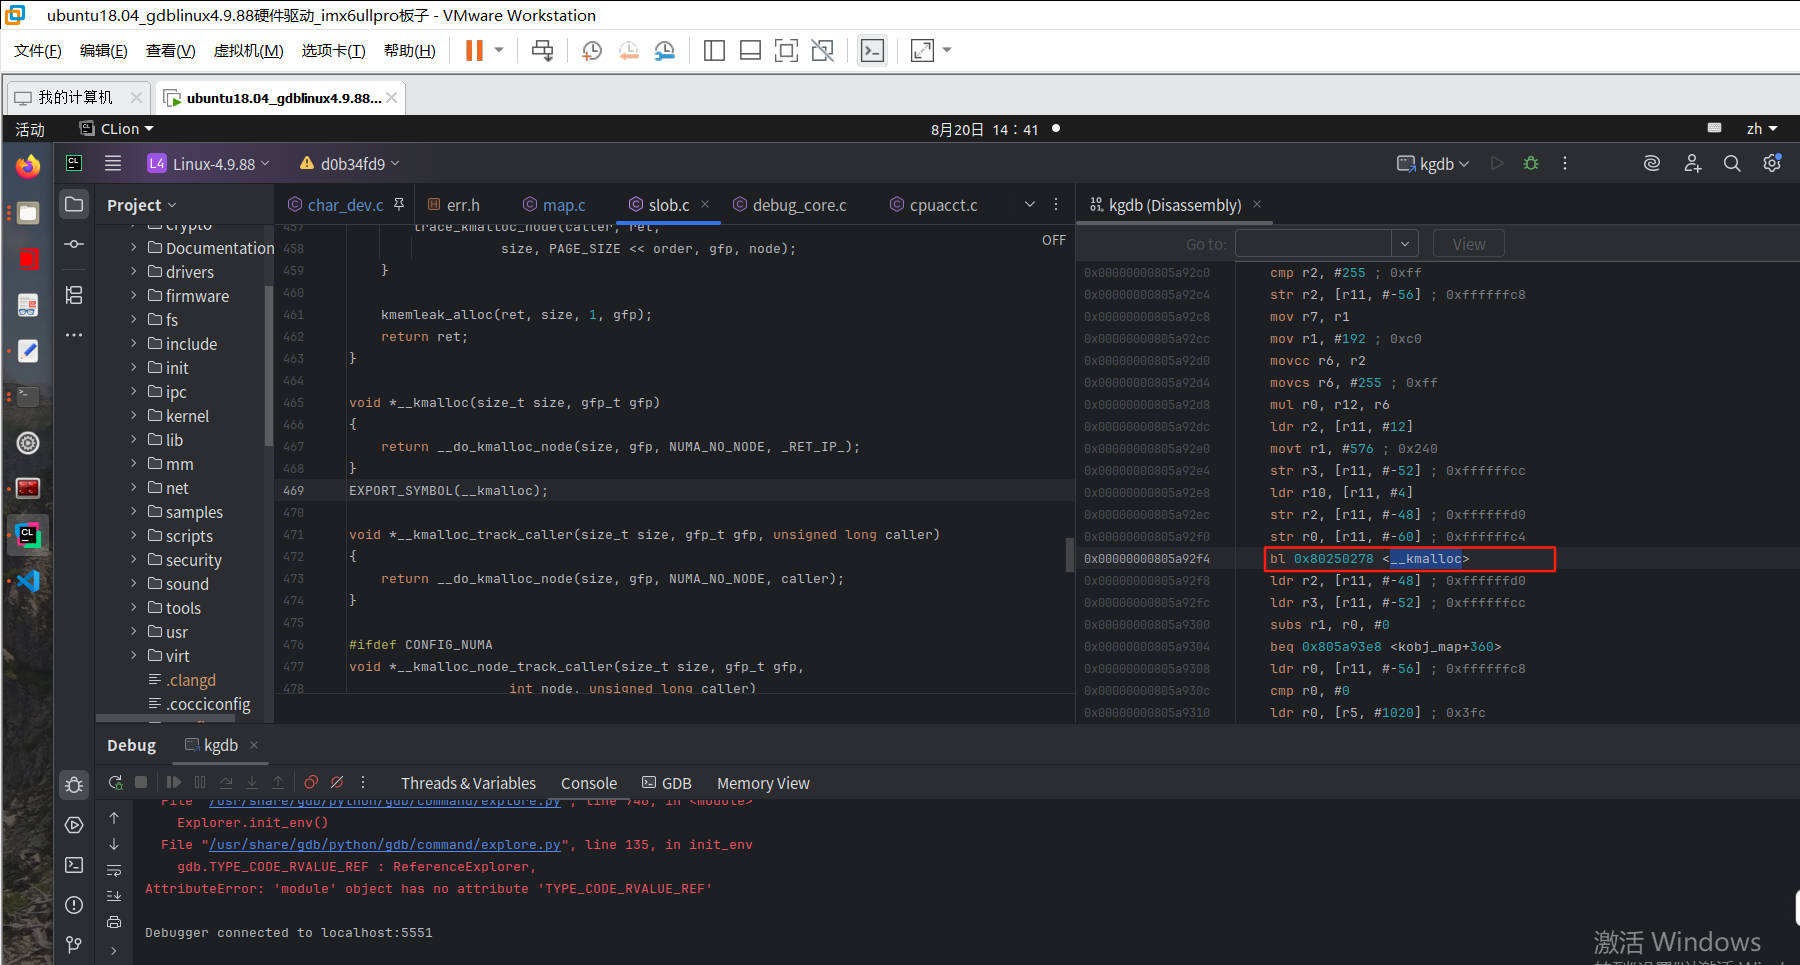 ubuntu18.04_gdblinux4.9.88硬件驱动_imx6ullpro板子 - VMware Workstation
文件(F) 编辑(E) 查看(V) 虚拟机(M) 选项卡(T) 帮助(H)
我的计算机 ubuntu18.04_gdblinux4.9.88...
活动 CLion 8月20日 14：41 zh
L4 Linux-4.9.88 d0b34fd9 kgdb
Project char_dev.c err.h map.c slob.c debug_core.c cpuacct.c kgdb (Disassembly)
OFF
Go to: View
crypto
Documentation
drivers
firmware
fs
include
init
ipc
kernel
lib
mm
net
samples
scripts
security
sound
tools
usr
virt
.clangd
.cocciconfig
457 trace_kmalloc_node(caller, ret,
458 size, PAGE_SIZE << order, gfp, node);
459 }
460
461 kmemleak_alloc(ret, size, 1, gfp);
462 return ret;
463 }
464
465 void *__kmalloc(size_t size, gfp_t gfp)
466 {
467 return __do_kmalloc_node(size, gfp, NUMA_NO_NODE, _RET_IP_);
468 }
469 EXPORT_SYMBOL(__kmalloc);
470
471 void *__kmalloc_track_caller(size_t size, gfp_t gfp, unsigned long caller)
472 {
473 return __do_kmalloc_node(size, gfp, NUMA_NO_NODE, caller);
474 }
475
476 #ifdef CONFIG_NUMA
477 void *__kmalloc_node_track_caller(size_t size, gfp_t gfp,
478 int node, unsigned long caller)
0x00000000805a92c0 cmp r2, #255 ; 0xff
0x00000000805a92c4 str r2, [r11, #-56] ; 0xffffffc8
0x00000000805a92c8 mov r7, r1
0x00000000805a92cc mov r1, #192 ; 0xc0
0x00000000805a92d0 movcc r6, r2
0x00000000805a92d4 movcs r6, #255 ; 0xff
0x00000000805a92d8 mul r0, r12, r6
0x00000000805a92dc ldr r2, [r11, #12]
0x00000000805a92e0 movt r1, #576 ; 0x240
0x00000000805a92e4 str r3, [r11, #-52] ; 0xffffffcc
0x00000000805a92e8 ldr r10, [r11, #4]
0x00000000805a92ec str r2, [r11, #-48] ; 0xffffffd0
0x00000000805a92f0 str r0, [r11, #-60] ; 0xffffffc4
0x00000000805a92f4 bl 0x80250278 <__kmalloc>
0x00000000805a92f8 ldr r2, [r11, #-48] ; 0xffffffd0
0x00000000805a92fc ldr r3, [r11, #-52] ; 0xffffffcc
0x00000000805a9300 subs r1, r0, #0
0x00000000805a9304 beq 0x805a93e8 <kobj_map+360>
0x00000000805a9308 ldr r0, [r11, #-56] ; 0xffffffc8
0x00000000805a930c cmp r0, #0
0x00000000805a9310 ldr r0, [r5, #1020] ; 0x3fc
Debug kgdb
Threads & Variables Console GDB Memory View
File "/usr/share/gdb/python/gdb/command/explore.py", line 746, in <module>
Explorer.init_env()
File "/usr/share/gdb/python/gdb/command/explore.py", line 135, in init_env
gdb.TYPE_CODE_RVALUE_REF : ReferenceExplorer,
AttributeError: 'module' object has no attribute 'TYPE_CODE_RVALUE_REF'
Debugger connected to localhost:5551
激活 Windows